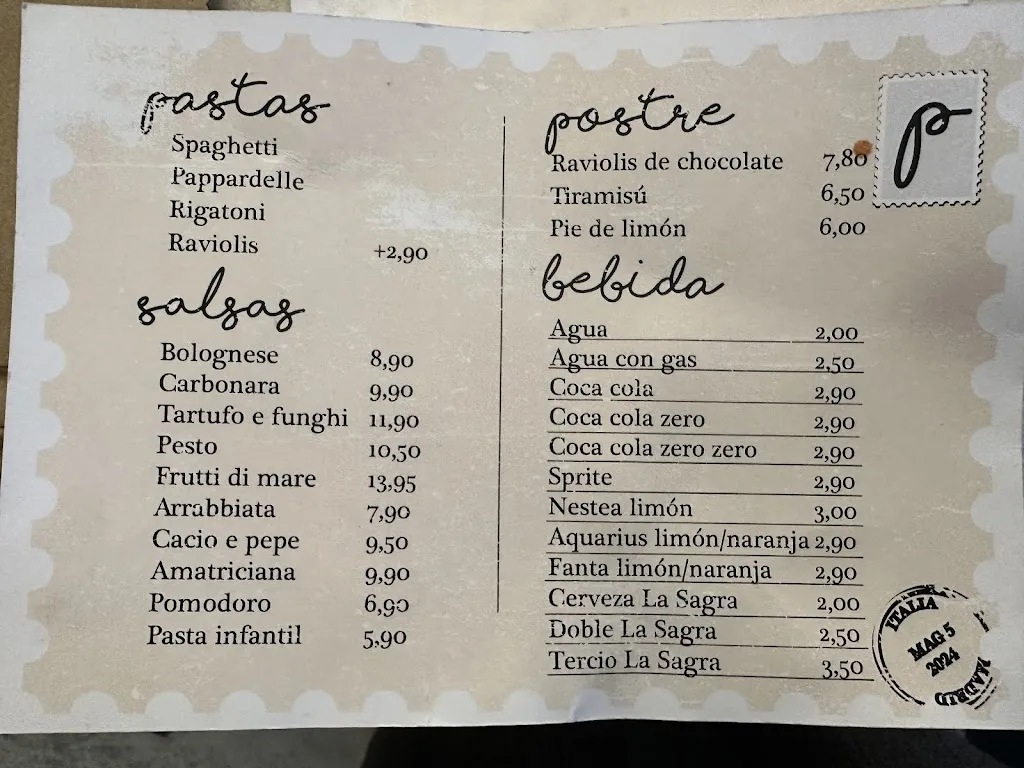 pastas
Spaghetti
Pappardelle
Rigatoni
Raviolis +2,90
salsas
Bolognese 8,90
Carbonara 9,90
Tartufo e funghi 11,90
Pesto 10,50
Frutti di mare 13,95
Arrabbiata 7,90
Cacio e pepe 9,50
Amatriciana 9,90
Pomodoro 6,90
Pasta infantil 5,90
postre
Raviolis de chocolate 7,80
Tiramisú 6,50
Pie de limón 6,00
bebida
Agua 2,00
Agua con gas 2,50
Coca cola 2,90
Coca cola zero 2,90
Coca cola zero zero 2,90
Sprite 2,90
Nestea limón 3,00
Aquarius limón/naranja 2,90
Fanta limón/naranja 2,90
Cerveza La Sagra 2,00
Doble La Sagra 2,50
Tercio La Sagra 3,50
p
ITALIA
MAG 5
2024
MADRID